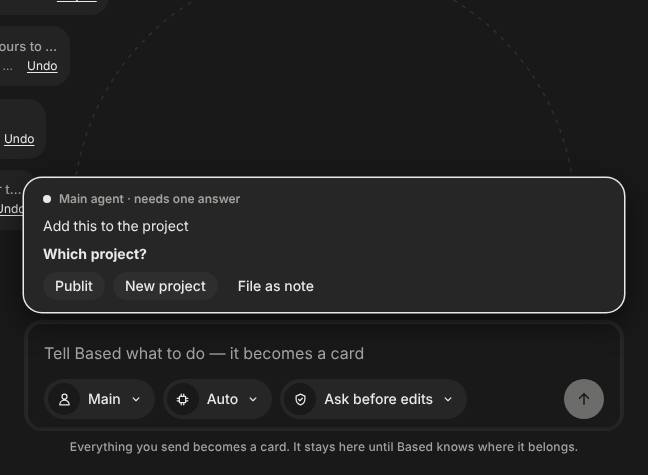 ours to ...
... Undo
Undo
r t...
Undo
Main agent · needs one answer
Add this to the project
Which project?
Publit New project File as note
Tell Based what to do — it becomes a card
Main Auto Ask before edits
Everything you send becomes a card. It stays here until Based knows where it belongs.